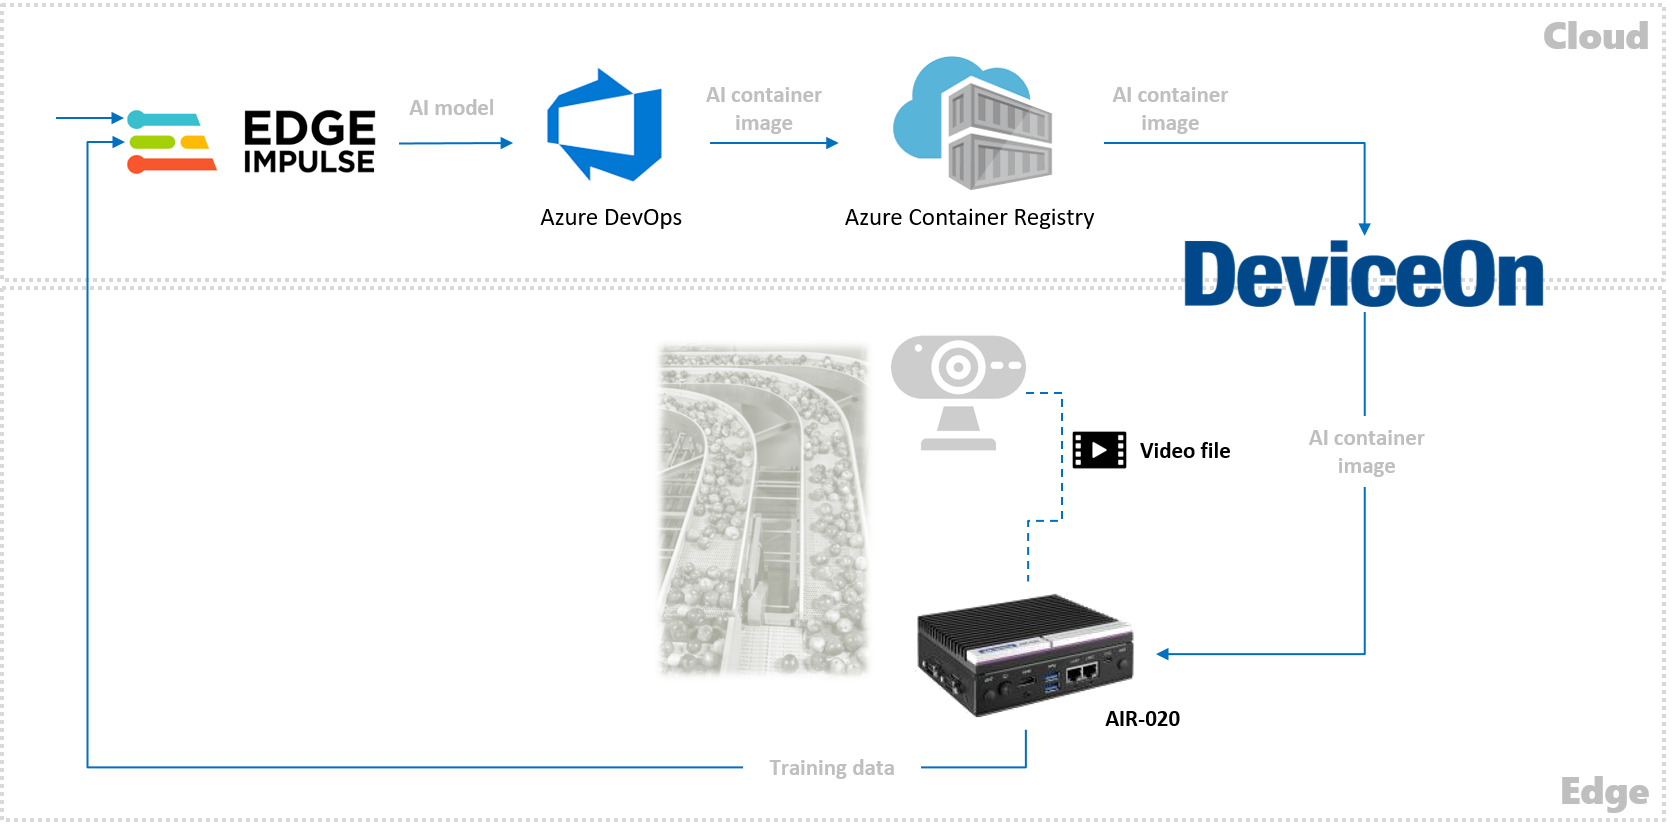 Cloud
EDGE
IMPULSE
AI model
Azure DevOps
AI container
image
Azure Container Registry
AI container
image
DeviceOn
Video file
AI container
image
AIR-020
Training data
Edge